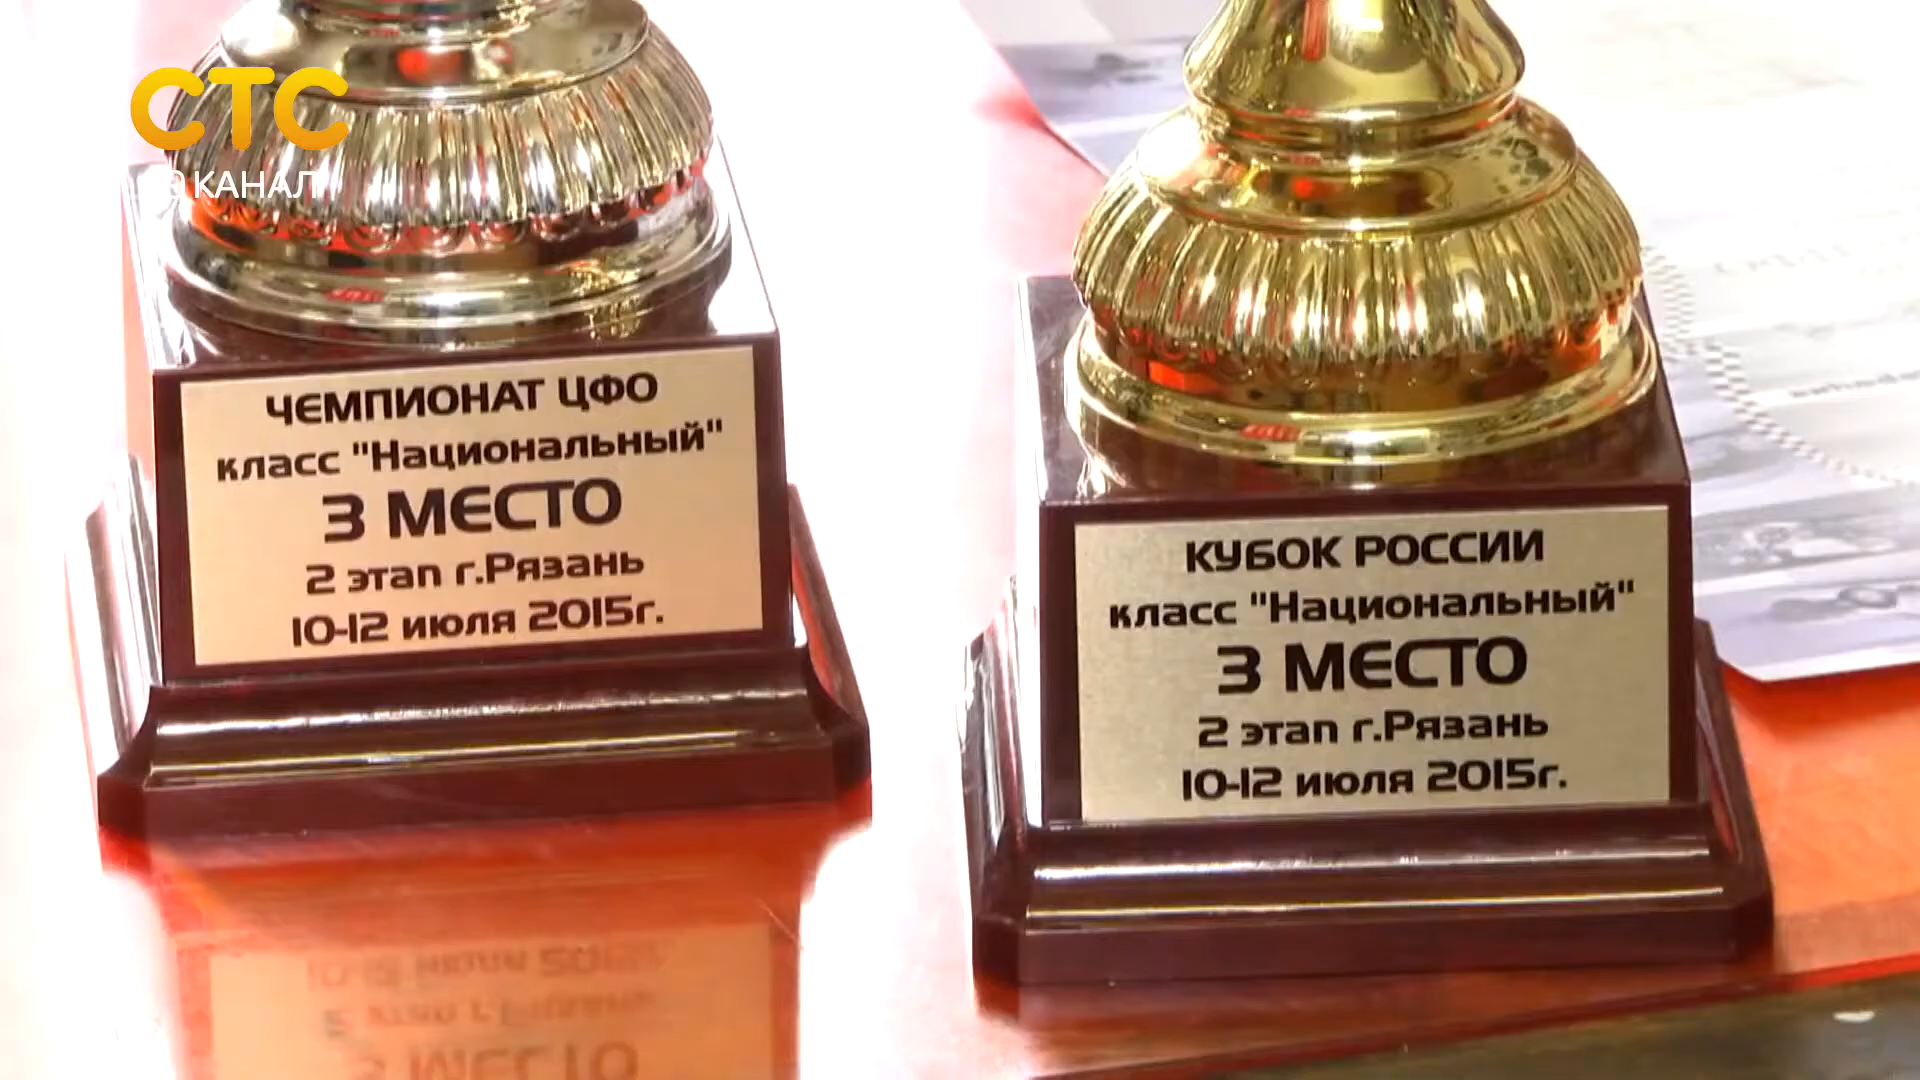 СТС
КАНАЛ
ЧЕМПИОНАТ ЦФО
класс "Национальный"
3 МЕСТО
2 этап г.Рязань
10-12 июля 2015г.
КУБОК РОССИИ
класс "Национальный"
3 МЕСТО
2 этап г.Рязань
10-12 июля 2015г.